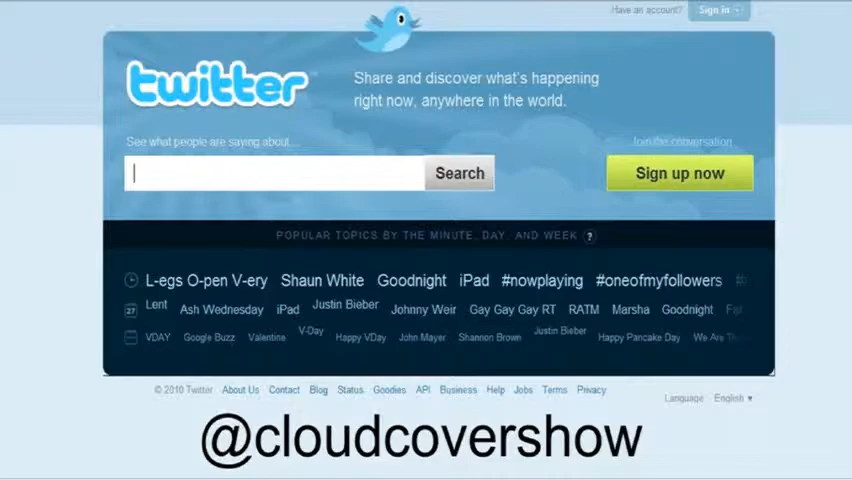 Have an account? Sign in
twitter
Share and discover what's happening
right now, anywhere in the world.
See what people are saying about...
Join the conversation
Search
Sign up now
POPULAR TOPICS BY THE MINUTE, DAY, AND WEEK ?
L-egs O-pen V-ery Shaun White Goodnight iPad #nowplaying #oneofmyfollowers
27 Lent Ash Wednesday iPad Justin Bieber Johnny Weir Gay Gay Gay RT RATM Marsha Goodnight
VDAY Google Buzz Valentine V-Day Happy VDay John Mayer Shannon Brown Justin Bieber Happy Pancake Day We Are
© 2010 Twitter About Us Contact Blog Status Goodies API Business Help Jobs Terms Privacy
Language English
@cloudcovershow